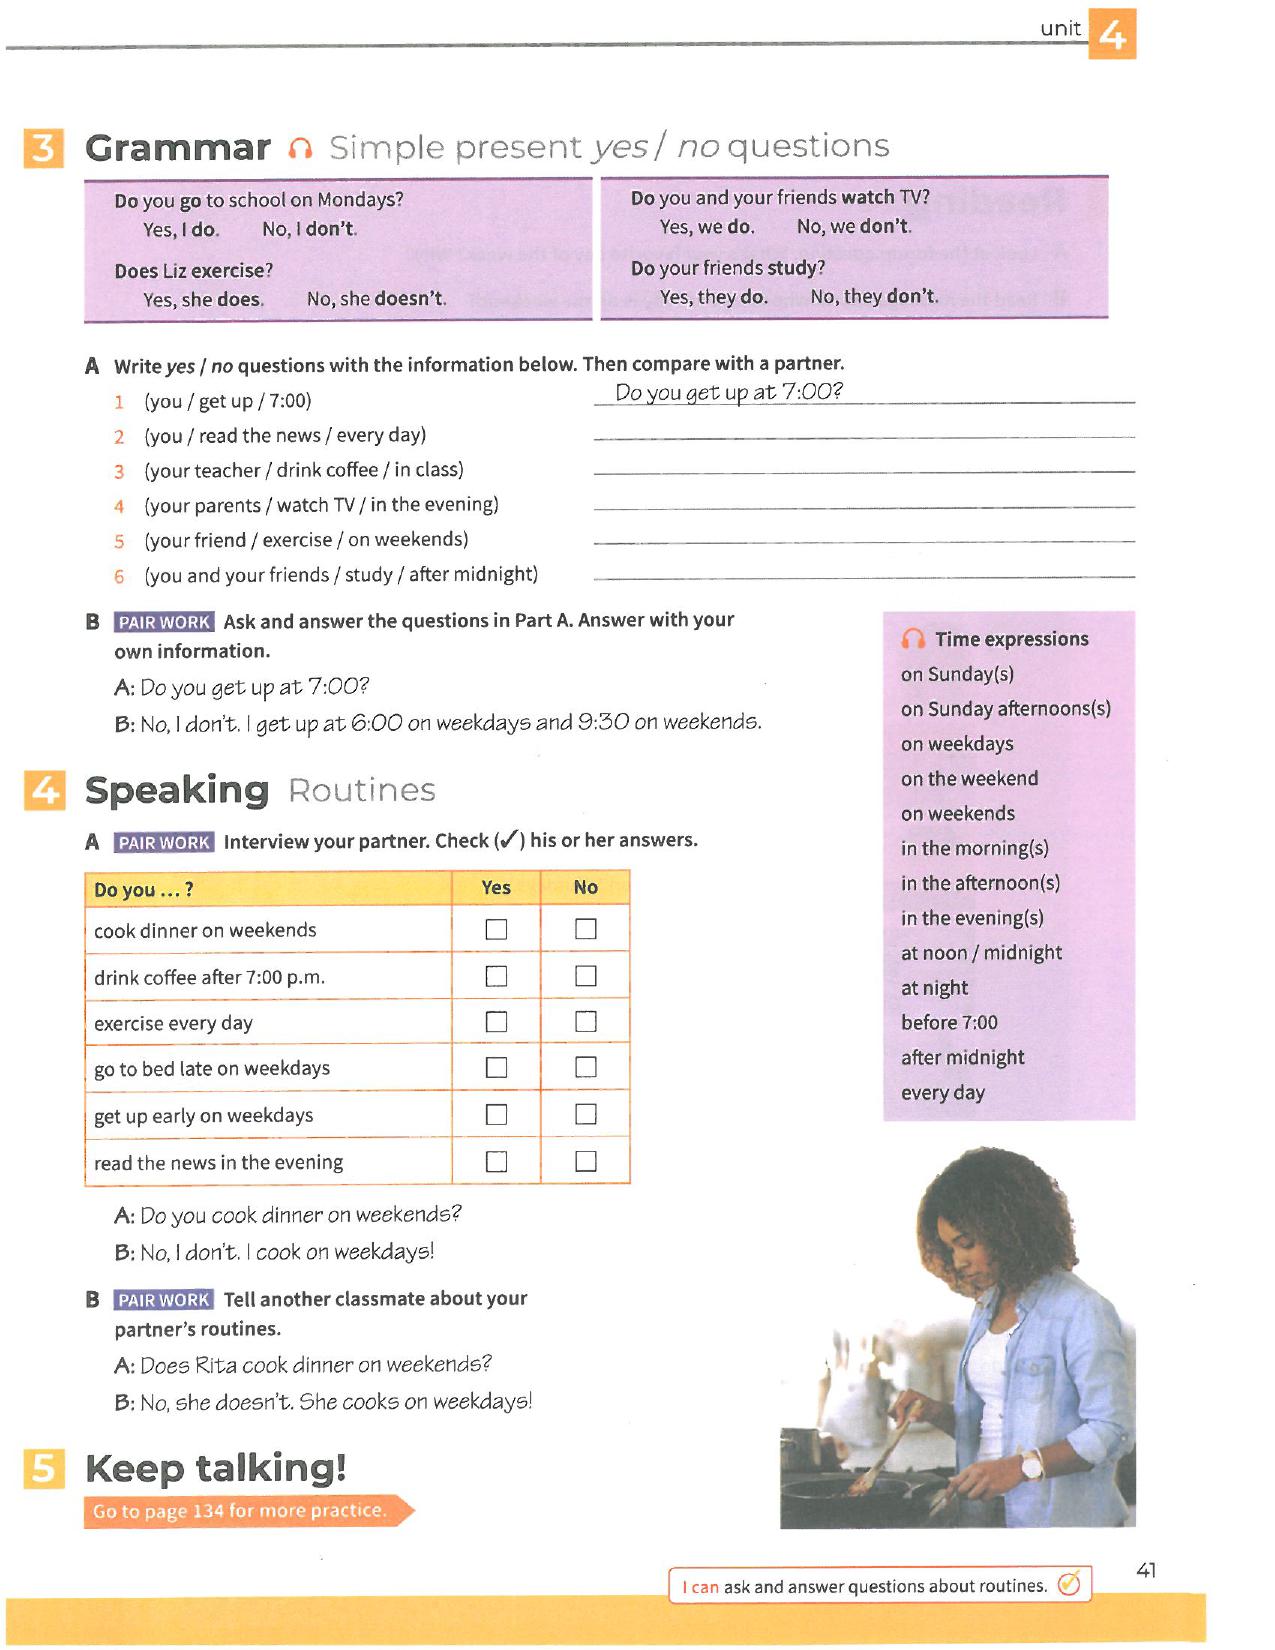 unit 4
3 Grammar Simple present yes / no questions
Do you go to school on Mondays?
Yes, I do. No, I don't.
Does Liz exercise?
Yes, she does. No, she doesn't.
Do you and your friends watch TV?
Yes, we do. No, we don't.
Do your friends study?
Yes, they do. No, they don't.
A Write yes / no questions with the information below. Then compare with a partner.
1 (you / get up / 7:00) Do you get up at 7:00?
2 (you / read the news / every day)
3 (your teacher / drink coffee / in class)
4 (your parents / watch TV / in the evening)
5 (your friend / exercise / on weekends)
6 (you and your friends / study / after midnight)
B PAIR WORK Ask and answer the questions in Part A. Answer with your
own information.
A: Do you get up at 7:00?
B: No, I don't. I get up at 6:00 on weekdays and 9:30 on weekends.
Time expressions
on Sunday(s)
on Sunday afternoons(s)
on weekdays
on the weekend
on weekends
in the morning(s)
in the afternoon(s)
in the evening(s)
at noon / midnight
at night
before 7:00
after midnight
every day
4 Speaking Routines
A PAIR WORK Interview your partner. Check (✓) his or her answers.
Do you ... ? Yes No
cook dinner on weekends
drink coffee after 7:00 p.m.
exercise every day
go to bed late on weekdays
get up early on weekdays
read the news in the evening
A: Do you cook dinner on weekends?
B: No, I don't. I cook on weekdays!
B PAIR WORK Tell another classmate about your
partner's routines.
A: Does Rita cook dinner on weekends?
B: No, she doesn't. She cooks on weekdays!
5 Keep talking!
Go to page 134 for more practice.
I can ask and answer questions about routines.
41